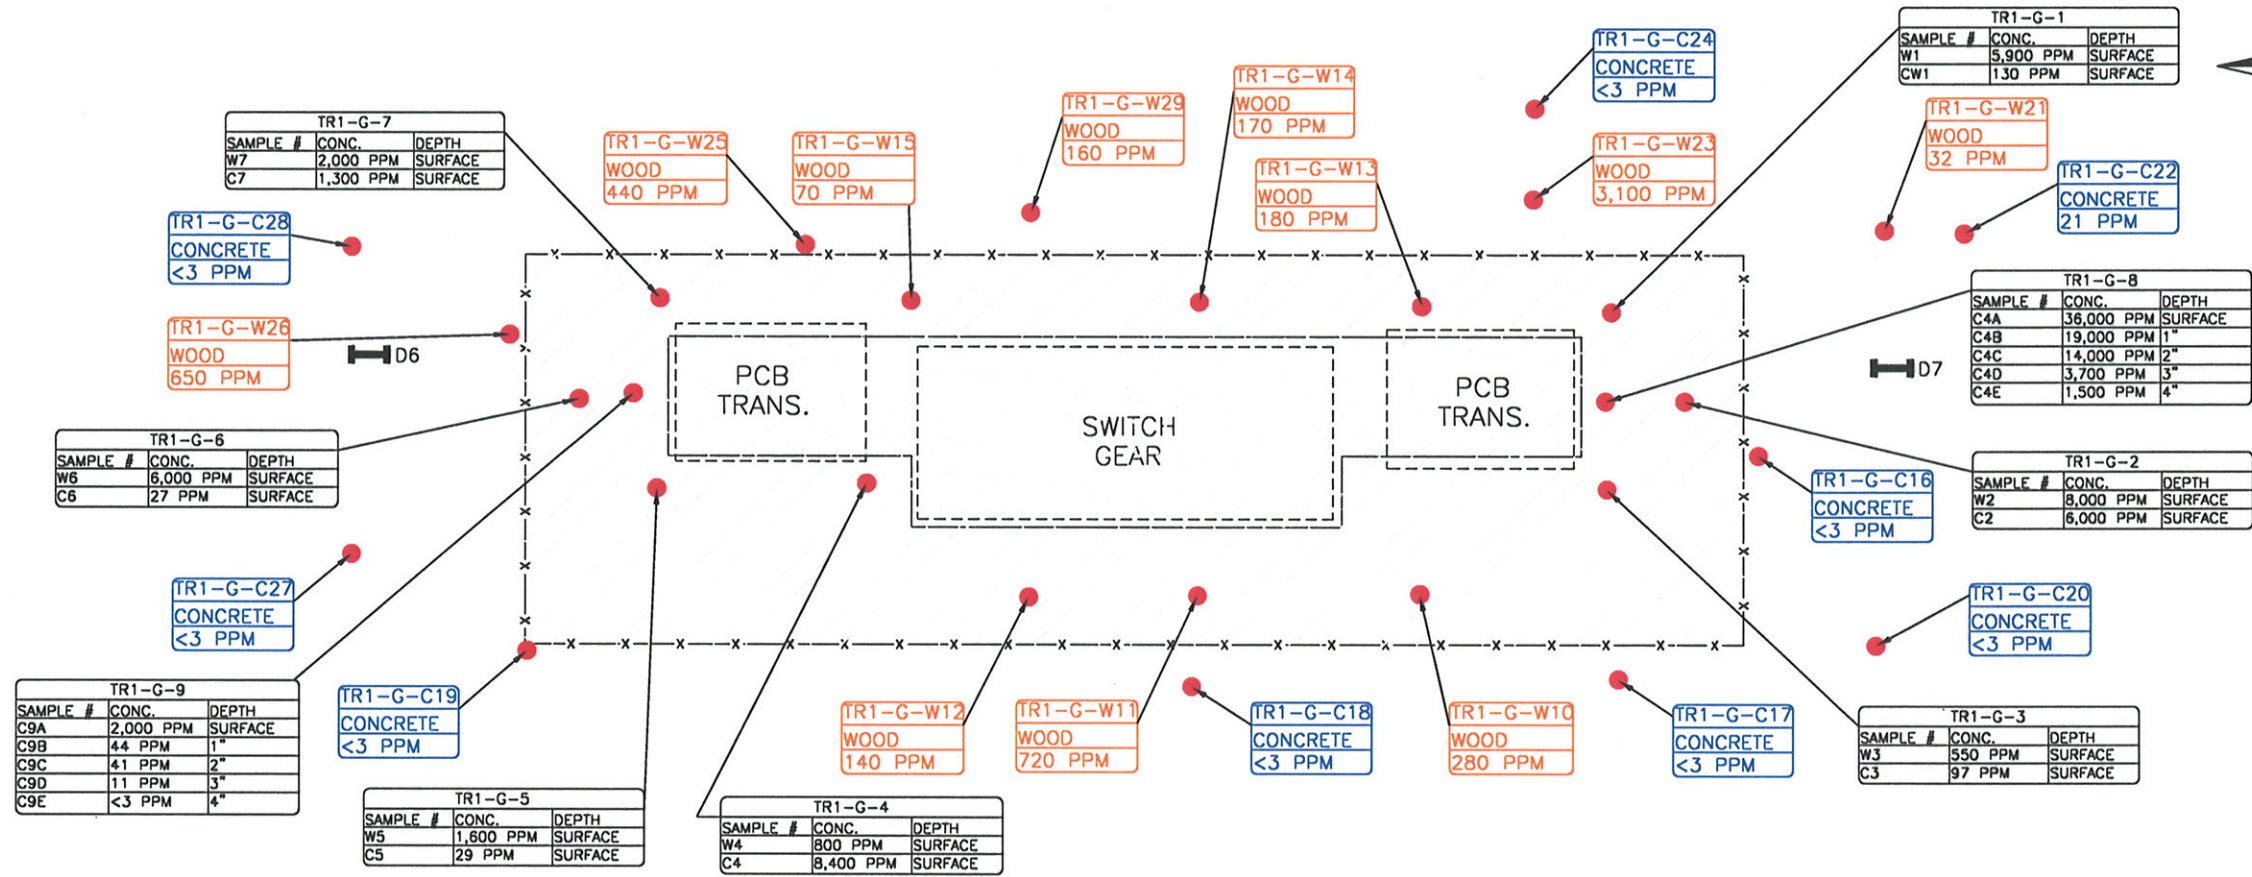 TR1-G-1
SAMPLE # CONC. DEPTH
W1 5,900 PPM SURFACE
CW1 130 PPM SURFACE
TR1-G-C24
CONCRETE
<3 PPM
TR1-G-W14
WOOD
170 PPM
TR1-G-W29
WOOD
160 PPM
TR1-G-W21
WOOD
32 PPM
TR1-G-7
SAMPLE # CONC. DEPTH
W7 2,000 PPM SURFACE
C7 1,300 PPM SURFACE
TR1-G-W25
WOOD
440 PPM
TR1-G-W15
WOOD
70 PPM
TR1-G-W13
WOOD
180 PPM
TR1-G-W23
WOOD
3,100 PPM
TR1-G-C22
CONCRETE
21 PPM
TR1-G-C28
CONCRETE
<3 PPM
TR1-G-8
SAMPLE # CONC. DEPTH
C4A 36,000 PPM SURFACE
C4B 19,000 PPM 1"
C4C 14,000 PPM 2"
C4D 3,700 PPM 3"
C4E 1,500 PPM 4"
TR1-G-W26
WOOD
650 PPM
D6
D7
PCB
TRANS.
SWITCH
GEAR
PCB
TRANS.
TR1-G-6
SAMPLE # CONC. DEPTH
W6 6,000 PPM SURFACE
C6 27 PPM SURFACE
TR1-G-2
SAMPLE # CONC. DEPTH
W2 8,000 PPM SURFACE
C2 6,000 PPM SURFACE
TR1-G-C16
CONCRETE
<3 PPM
TR1-G-C27
CONCRETE
<3 PPM
TR1-G-C20
CONCRETE
<3 PPM
TR1-G-9
SAMPLE # CONC. DEPTH
C9A 2,000 PPM SURFACE
C9B 44 PPM 1"
C9C 41 PPM 2"
C9D 11 PPM 3"
C9E <3 PPM 4"
TR1-G-C19
CONCRETE
<3 PPM
TR1-G-W12
WOOD
140 PPM
TR1-G-W11
WOOD
720 PPM
TR1-G-C18
CONCRETE
<3 PPM
TR1-G-W10
WOOD
280 PPM
TR1-G-C17
CONCRETE
<3 PPM
TR1-G-3
SAMPLE # CONC. DEPTH
W3 550 PPM SURFACE
C3 97 PPM SURFACE
TR1-G-5
SAMPLE # CONC. DEPTH
W5 1,600 PPM SURFACE
C5 29 PPM SURFACE
TR1-G-4
SAMPLE # CONC. DEPTH
W4 800 PPM SURFACE
C4 8,400 PPM SURFACE